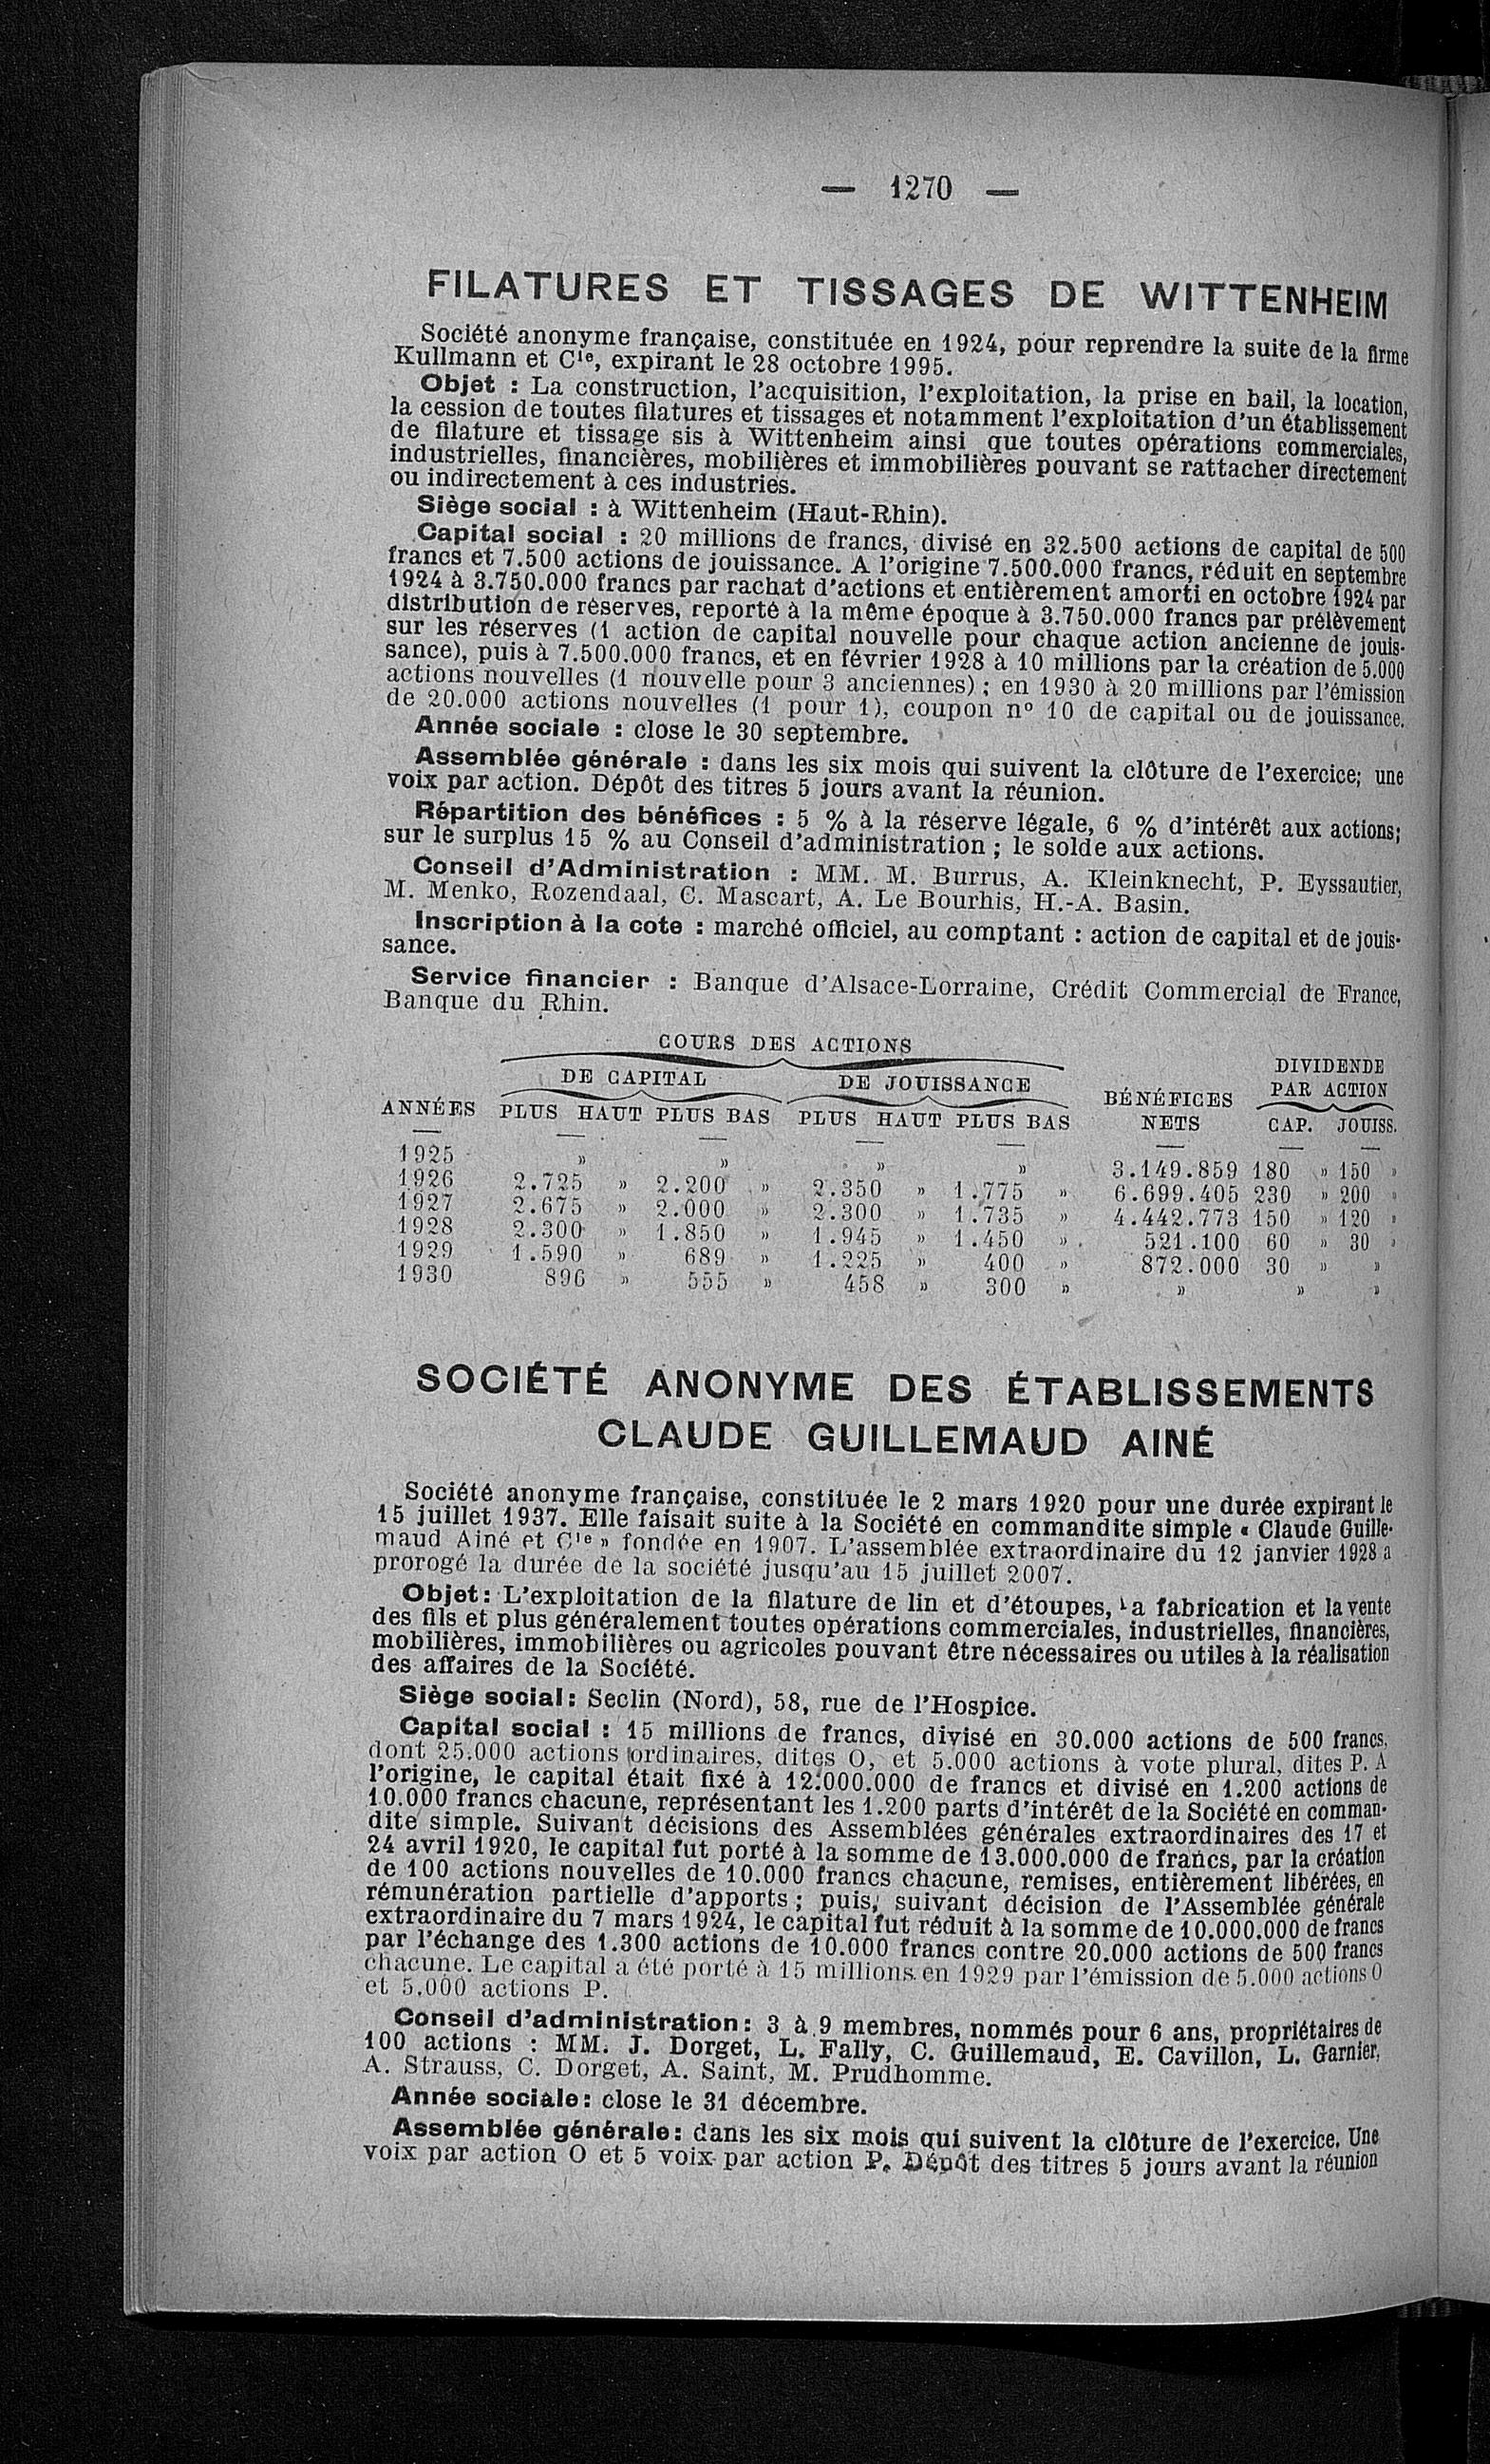 — 1270 —
FILATURES ET TISSAGES DE WITTENHEIM
Société anonyme française, constituée en 1924, pour reprendre la suite de la firme
Kullmann et Cie, expirant le 28 octobre 1995.
Objet : La construction, l'acquisition, l'exploitation, la prise en bail, la location,
la cession de toutes filatures et tissages et notamment l'exploitation d'un établissement
de filature et tissage sis à Wittenheim ainsi que toutes opérations commerciales,
industrielles, financières, mobilières et immobilières pouvant se rattacher directement
ou indirectement à ces industries.
Siège social : à Wittenheim (Haut-Rhin).
Capital social : 20 millions de francs, divisé en 32.500 actions de capital de 500
francs et 7.500 actions de jouissance. A l'origine 7.500.000 francs, réduit en septembre
1924 à 3.750.000 francs par rachat d'actions et entièrement amorti en octobre 1924 par
distribution de réserves, reporté à la même époque à 3.750.000 francs par prélèvement
sur les réserves (1 action de capital nouvelle pour chaque action ancienne de jouis-
sance), puis à 7.500.000 francs, et en février 1928 à 10 millions par la création de 5.000
actions nouvelles (1 nouvelle pour 3 anciennes) ; en 1930 à 20 millions par l'émission
de 20.000 actions nouvelles (1 pour 1), coupon n° 10 de capital ou de jouissance.
Année sociale : close le 30 septembre.
Assemblée générale : dans les six mois qui suivent la clôture de l'exercice; une
voix par action. Dépôt des titres 5 jours avant la réunion.
Répartition des bénéfices : 5 % à la réserve légale, 6 % d'intérêt aux actions;
sur le surplus 15 % au Conseil d'administration ; le solde aux actions.
Conseil d'Administration : MM. M. Burrus, A. Kleinknecht, P. Eyssautier,
M. Menko, Rozendaal, C. Mascart, A. Le Bourhis, H.-A. Basin.
Inscription à la cote : marché officiel, au comptant : action de capital et de jouis-
sance.
Service financier : Banque d'Alsace-Lorraine, Crédit Commercial de France,
Banque du Rhin.
COURS DES ACTIONS
DE CAPITAL DE JOUISSANCE BÉNÉFICES NETS DIVIDENDE PAR ACTION
ANNÉES PLUS HAUT PLUS BAS PLUS HAUT PLUS BAS CAP. JOUISS.
1925 » » » » 3.149.859 180 » 150 »
1926 2.725 » 2.200 » 2.350 » 1.775 » 6.699.405 230 » 200 »
1927 2.675 » 2.000 » 2.300 » 1.735 » 4.442.773 150 » 120 »
1928 2.300 » 1.850 » 1.945 » 1.450 » 521.100 60 » 30 »
1929 1.590 » 689 » 1.225 » 400 » 872.000 30 » »
1930 896 » 555 » 458 » 300 » » » »
SOCIÉTÉ ANONYME DES ÉTABLISSEMENTS
CLAUDE GUILLEMAUD AINÉ
Société anonyme française, constituée le 2 mars 1920 pour une durée expirant le
15 juillet 1937. Elle faisait suite à la Société en commandite simple « Claude Guille-
maud Ainé et Cie » fondée en 1907. L'assemblée extraordinaire du 12 janvier 1928 a
prorogé la durée de la société jusqu'au 15 juillet 2007.
Objet : L'exploitation de la filature de lin et d'étoupes, la fabrication et la vente
des fils et plus généralement toutes opérations commerciales, industrielles, financières,
mobilières, immobilières ou agricoles pouvant être nécessaires ou utiles à la réalisation
des affaires de la Société.
Siège social : Seclin (Nord), 58, rue de l'Hospice.
Capital social : 15 millions de francs, divisé en 30.000 actions de 500 francs,
dont 25.000 actions ordinaires, dites O, et 5.000 actions à vote plural, dites P. A
l'origine, le capital était fixé à 12.000.000 de francs et divisé en 1.200 actions de
10.000 francs chacune, représentant les 1.200 parts d'intérêt de la Société en comman-
dite simple. Suivant décisions des Assemblées générales extraordinaires des 17 et
24 avril 1920, le capital fut porté à la somme de 13.000.000 de francs, par la création
de 100 actions nouvelles de 10.000 francs chacune, remises, entièrement libérées, en
rémunération partielle d'apports ; puis, suivant décision de l'Assemblée générale
extraordinaire du 7 mars 1924, le capital fut réduit à la somme de 10.000.000 de francs
par l'échange des 1.300 actions de 10.000 francs contre 20.000 actions de 500 francs
chacune. Le capital a été porté à 15 millions en 1929 par l'émission de 5.000 actions O
et 5.000 actions P.
Conseil d'administration : 3 à 9 membres, nommés pour 6 ans, propriétaires de
100 actions : MM. J. Dorget, L. Fally, C. Guillemaud, E. Cavillon, L. Garnier,
A. Strauss, C. Dorget, A. Saint, M. Prudhomme.
Année sociale : close le 31 décembre.
Assemblée générale : dans les six mois qui suivent la clôture de l'exercice. Une
voix par action O et 5 voix par action P. Dépôt des titres 5 jours avant la réunion